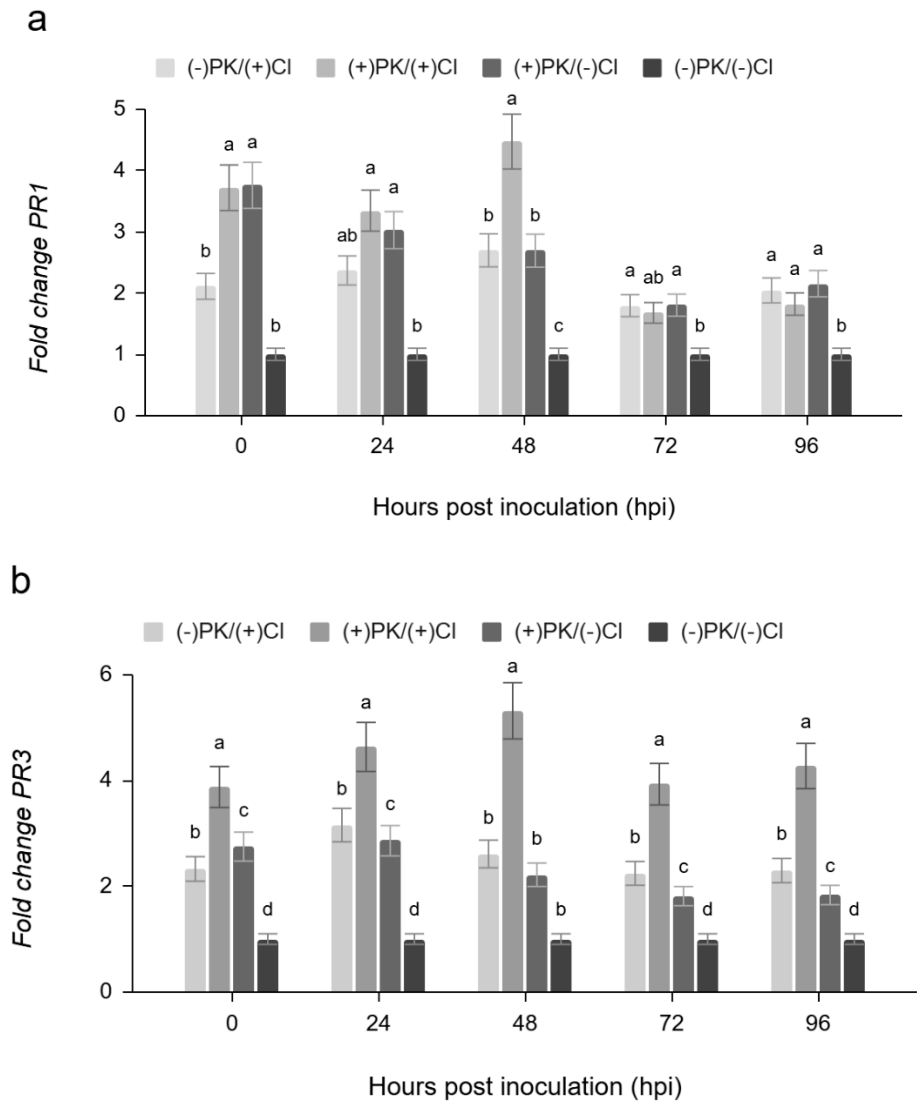 a
(-)PK/(+)Cl (+)PK/(+)Cl (+)PK/(-)Cl (-)PK/(-)Cl
Fold change PR1
5
4
3
2
1
0
b a a b
ab a a b
b a b c
a ab a b
a a a b
0 24 48 72 96
Hours post inoculation (hpi)
b
(-)PK/(+)Cl (+)PK/(+)Cl (+)PK/(-)Cl (-)PK/(-)Cl
Fold change PR3
6
4
2
0
b a c d
b a c d
b a b b
b a c d
b a c d
0 24 48 72 96
Hours post inoculation (hpi)